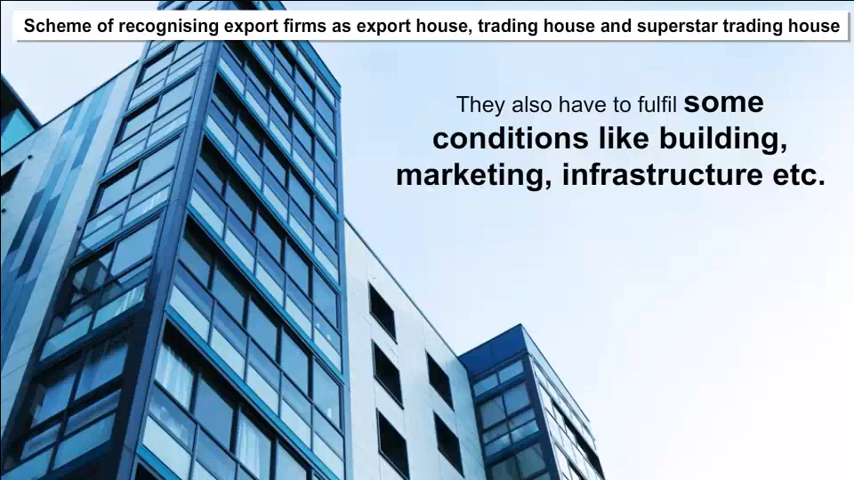 Scheme of recognising export firms as export house, trading house and superstar trading house
They also have to fulfil some
conditions like building,
marketing, infrastructure etc.